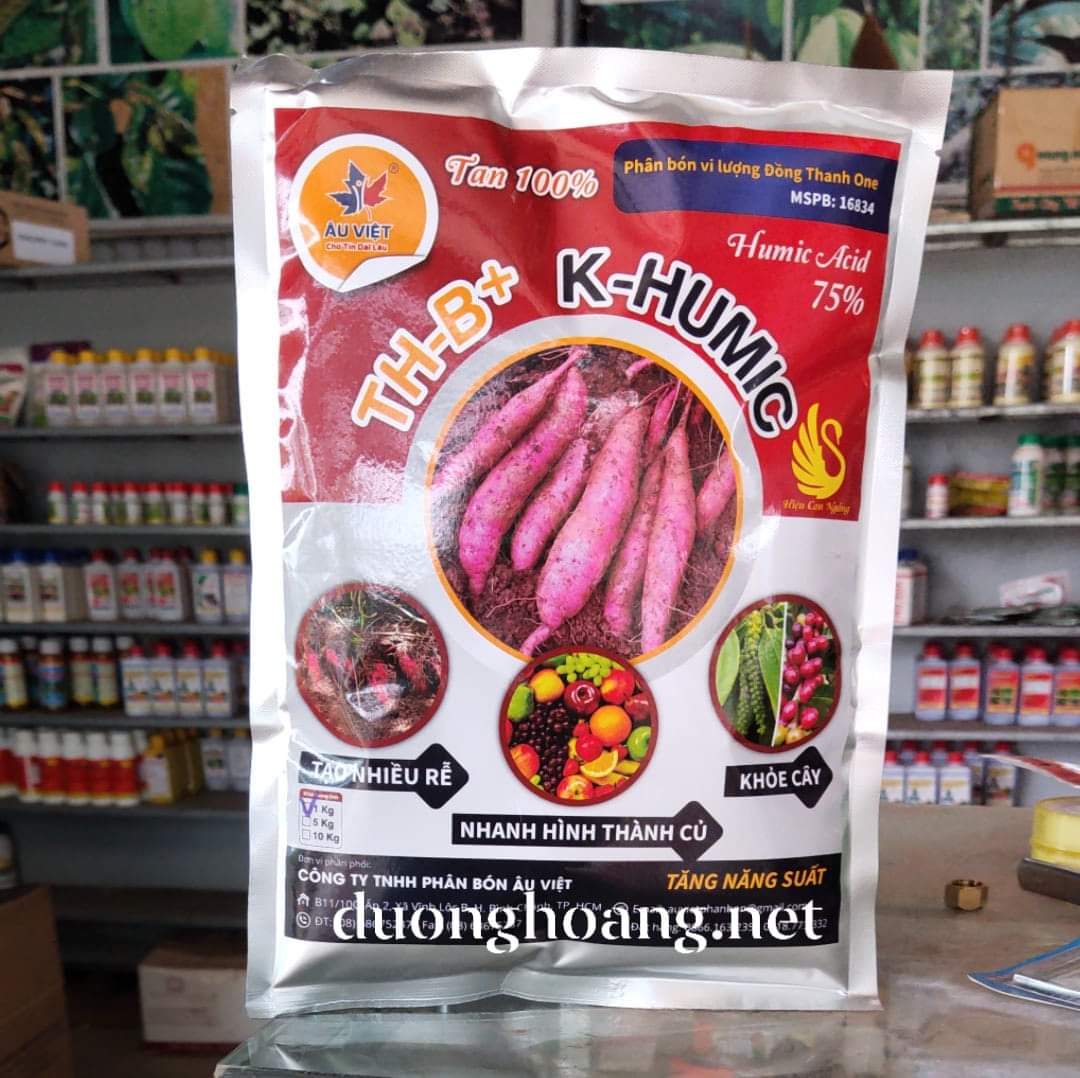 Tan 100%
Phân bón vi lượng Đồng Thanh One
MSPB: 16834
ÂU VIỆT
®
Chữ Tín Dài Lâu
Humic Acid
75%
TH-B+ K-HUMIC
Hiệu Con Ngỗng
TẠO NHIỀU RỄ
KHỎE CÂY
1 Kg
5 Kg
10 Kg
NHANH HÌNH THÀNH CỦ
Đơn vị phân phối:
CÔNG TY TNHH PHÂN BÓN ÂU VIỆT
TĂNG NĂNG SUẤT
duonghoang.net